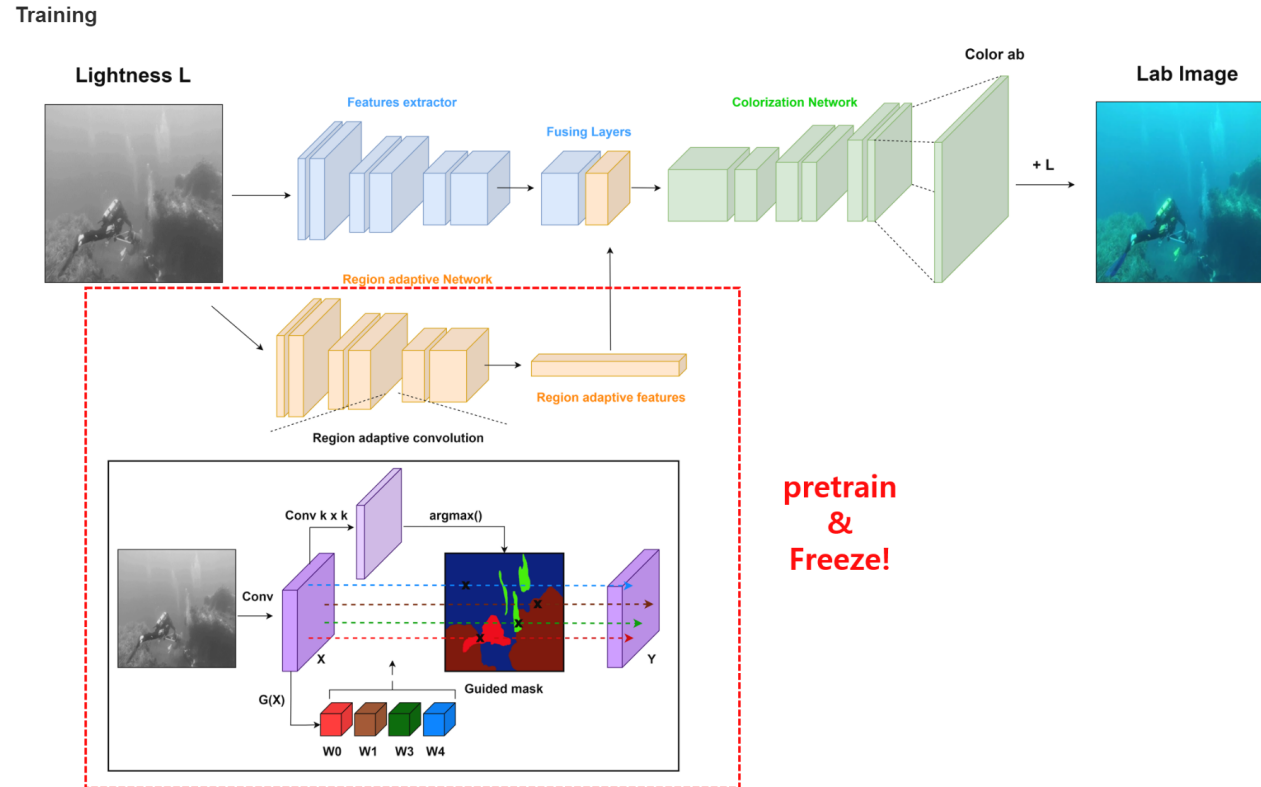 Training
Lightness L
Features extractor
Fusing Layers
Colorization Network
Color ab
Lab Image
+ L
Region adaptive Network
Region adaptive features
Region adaptive convolution
pretrain
&
Freeze!
Conv k x k
argmax()
Conv
X
x
x
x
x
Y
G(X)
Guided mask
W0
W1
W3
W4